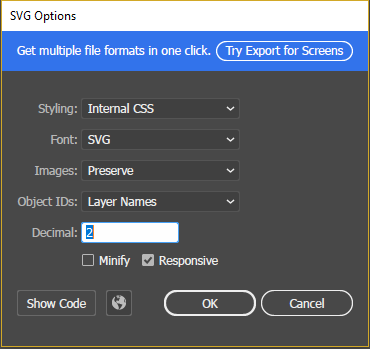 SVG Options
Get multiple file formats in one click. Try Export for Screens
Styling: Internal CSS
Font: SVG
Images: Preserve
Object IDs: Layer Names
Decimal: 2
Minify Responsive
Show Code OK Cancel